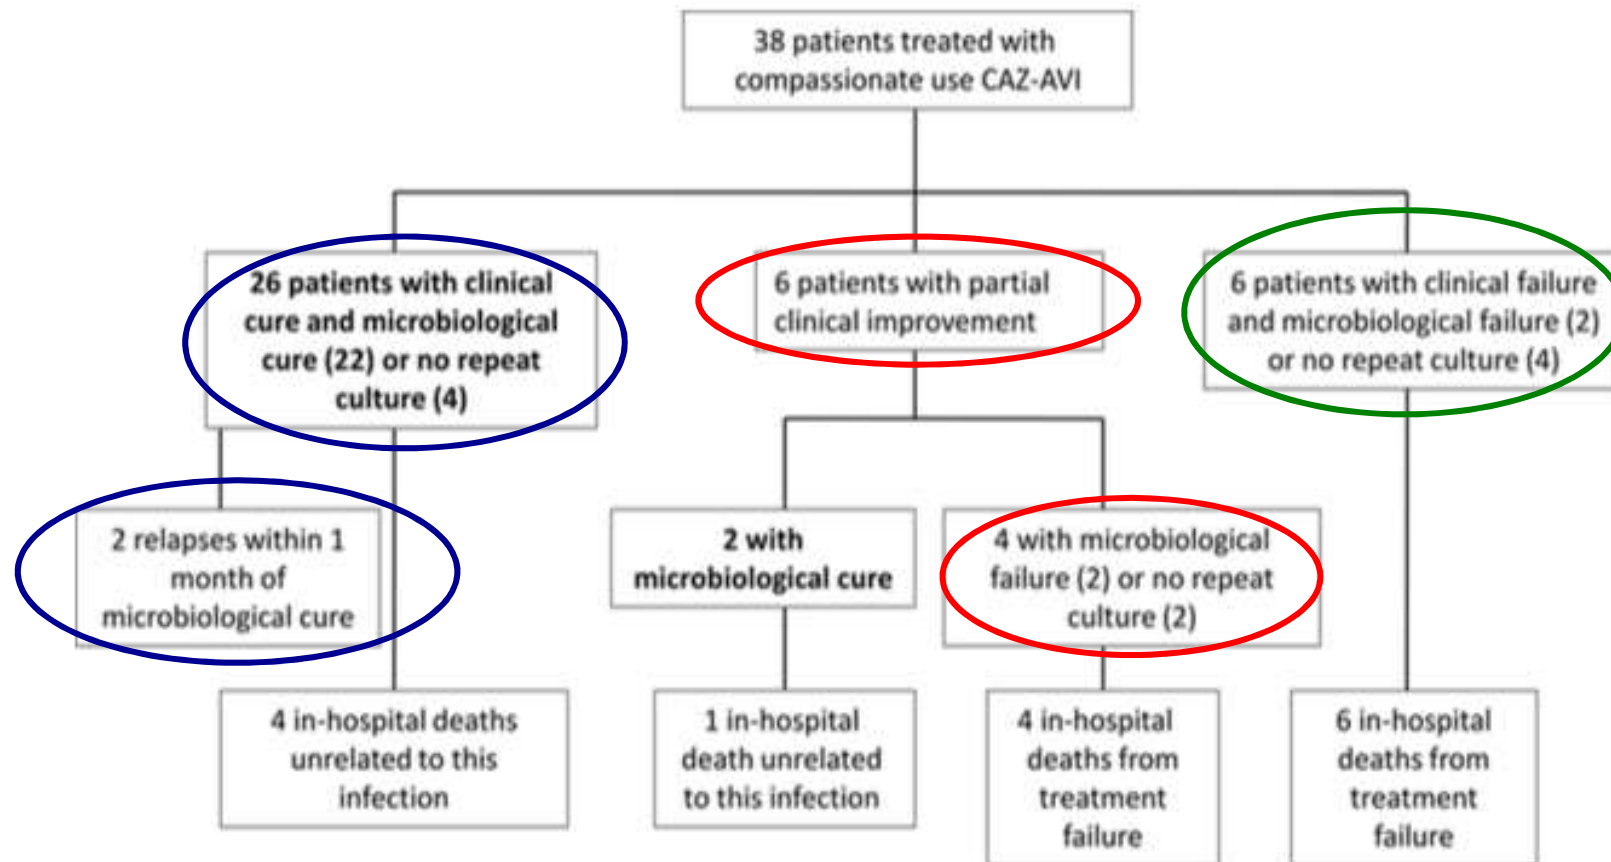 38 patients treated with
compassionate use CAZ-AVI
26 patients with clinical
cure and microbiological
cure (22) or no repeat
culture (4)
6 patients with partial
clinical improvement
6 patients with clinical failure
and microbiological failure (2)
or no repeat culture (4)
2 relapses within 1
month of
microbiological cure
2 with
microbiological cure
4 with microbiological
failure (2) or no repeat
culture (2)
4 in-hospital deaths
unrelated to this
infection
1 in-hospital
death unrelated
to this infection
4 in-hospital
deaths from
treatment
failure
6 in-hospital
deaths from
treatment
failure